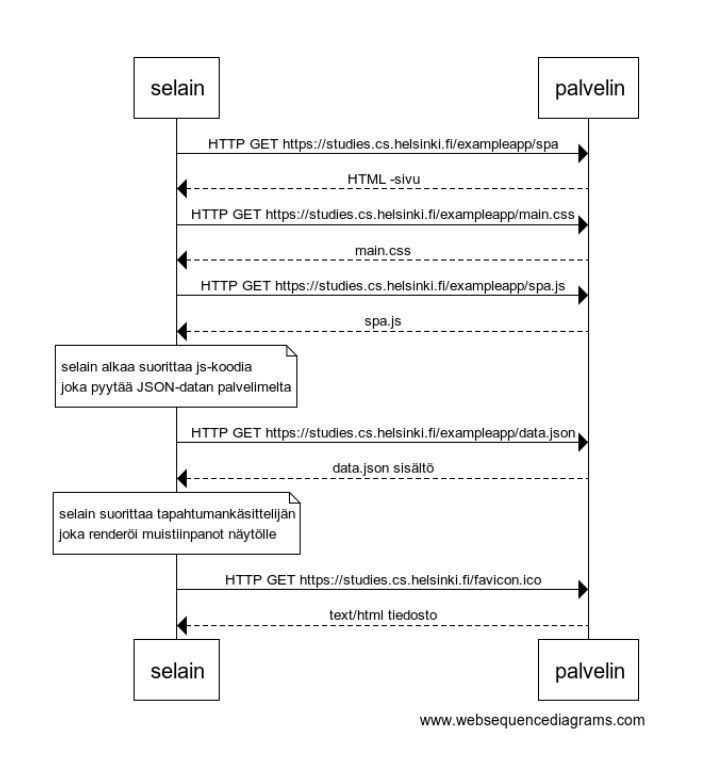 selain
palvelin
HTTP GET https://studies.cs.helsinki.fi/exampleapp/spa
HTML -sivu
HTTP GET https://studies.cs.helsinki.fi/exampleapp/main.css
main.css
HTTP GET https://studies.cs.helsinki.fi/exampleapp/spa.js
spa.js
selain alkaa suorittaa js-koodia
joka pyytää JSON-datan palvelimelta
HTTP GET https://studies.cs.helsinki.fi/exampleapp/data.json
data.json sisältö
selain suorittaa tapahtumankäsittelijän
joka renderöi muistiinpanot näytölle
HTTP GET https://studies.cs.helsinki.fi/favicon.ico
text/html tiedosto
selain
palvelin
www.websequencediagrams.com